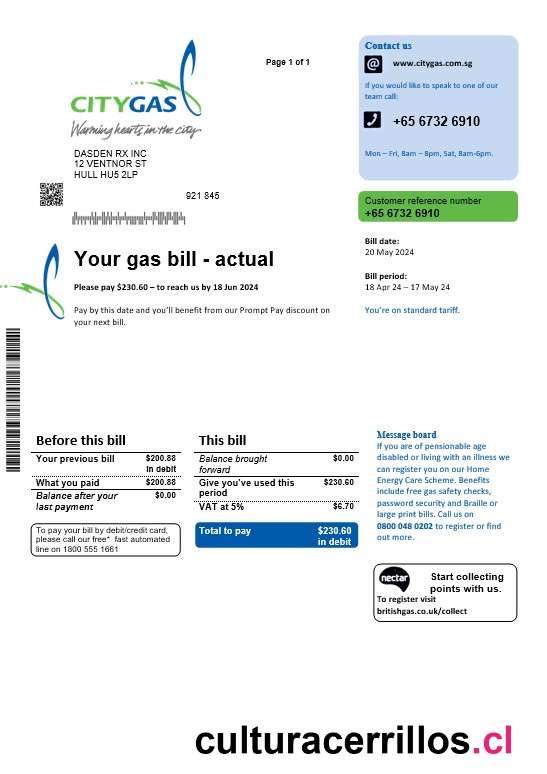 Page 1 of 1
CITYGAS
Warming hearts in the city
DASDEN RX INC
12 VENTNOR ST
HULL HU5 2LP
921 845
Contact us
@ www.citygas.com.sg
If you would like to speak to one of our
team call:
+65 6732 6910
Mon – Fri, 8am – 8pm, Sat, 8am-6pm.
Customer reference number
+65 6732 6910
Your gas bill - actual
Please pay $230.60 – to reach us by 18 Jun 2024
Pay by this date and you'll benefit from our Prompt Pay discount on
your next bill.
Bill date:
20 May 2024
Bill period:
18 Apr 24 – 17 May 24
You're on standard tariff.
Before this bill
Your previous bill $200.88
in debit
What you paid $200.88
Balance after your $0.00
last payment
To pay your bill by debit/credit card,
please call our free* fast automated
line on 1800 555 1661
This bill
Balance brought $0.00
forward
Give you've used this $230.60
period
VAT at 5% $6.70
Total to pay $230.60
in debit
Message board
If you are of pensionable age
disabled or living with an illness we
can register you on our Home
Energy Care Scheme. Benefits
include free gas safety checks,
password security and Braille or
large print bills. Call us on
0800 048 0202 to register or find
out more.
nectar
Start collecting
points with us.
To register visit
britishgas.co.uk/collect
culturacerrillos.cl